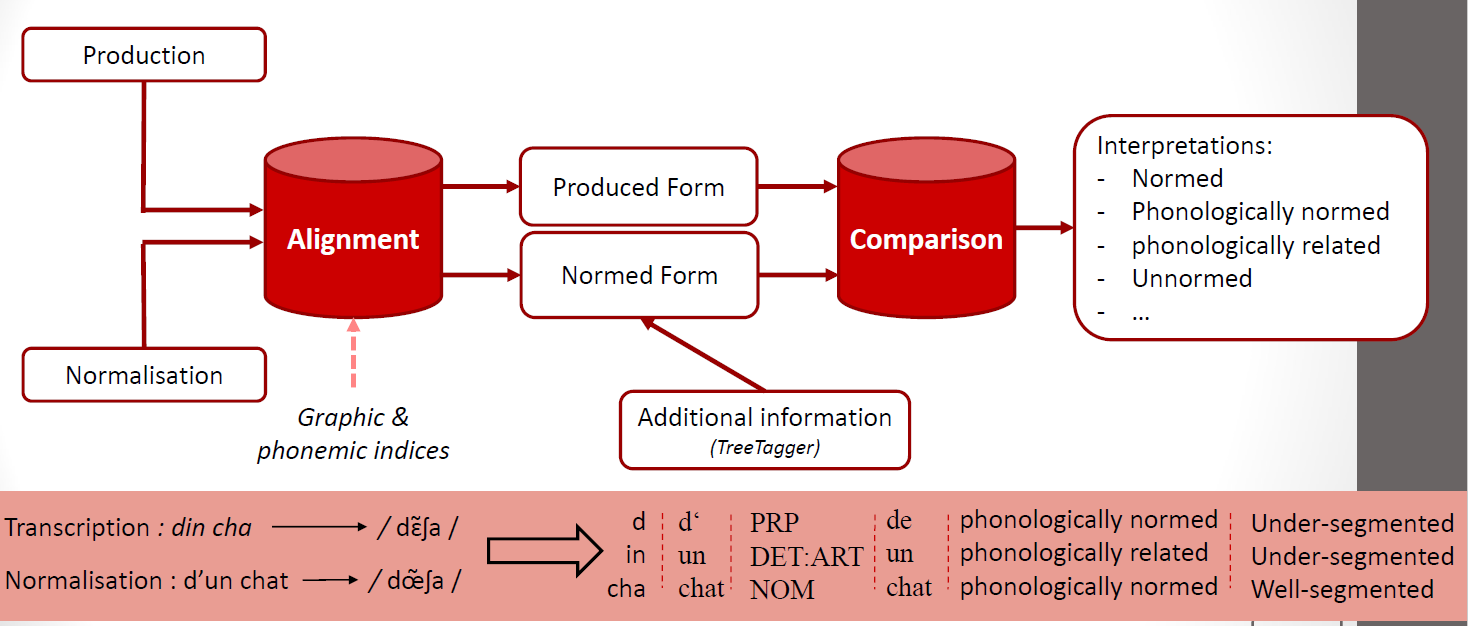 Production
Normalisation
Alignment
Graphic &
phonemic indices
Produced Form
Normed Form
Additional information
(TreeTagger)
Comparison
Interpretations:
- Normed
- Phonologically normed
- phonologically related
- Unnormed
- ...
Transcription : din cha / dɛ̃ʃa /
Normalisation : d’un chat / dœ̃ʃa /
d d‘ PRP de phonologically normed Under-segmented
in un DET:ART un phonologically related Under-segmented
cha chat NOM chat phonologically normed Well-segmented